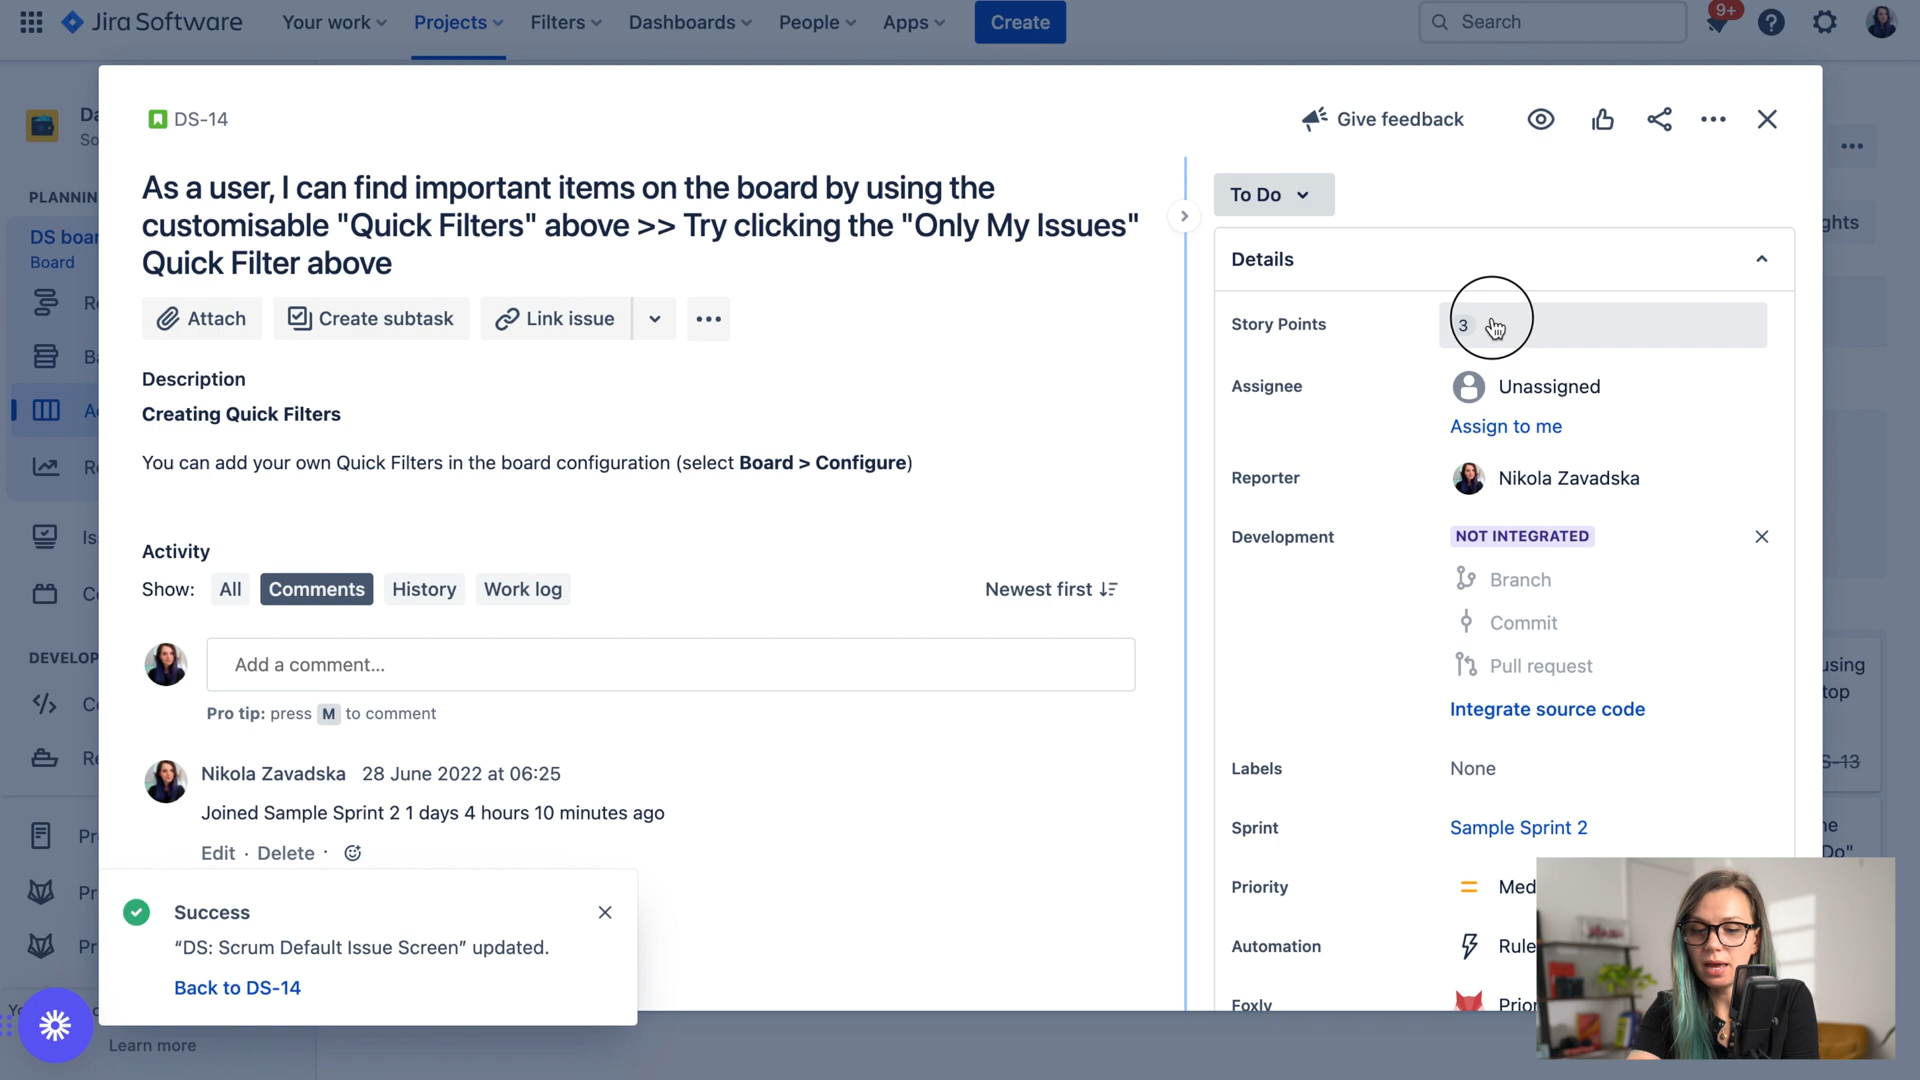 Jira Software
Your work
Projects
Filters
Dashboards
People
Apps
Create
Search
9+
PLANNIN
DS boar
Board
DEVELOP
DS-14
Give feedback
As a user, I can find important items on the board by using the
customisable "Quick Filters" above >> Try clicking the "Only My Issues"
Quick Filter above
Attach
Create subtask
Link issue
Description
Creating Quick Filters
You can add your own Quick Filters in the board configuration (select Board > Configure)
Activity
Show:
All
Comments
History
Work log
Newest first
Add a comment...
Pro tip: press M to comment
Nikola Zavadska 28 June 2022 at 06:25
Joined Sample Sprint 2 1 days 4 hours 10 minutes ago
Edit · Delete ·
Success
“DS: Scrum Default Issue Screen” updated.
Back to DS-14
Learn more
To Do
Details
Story Points
3
Assignee
Unassigned
Assign to me
Reporter
Nikola Zavadska
Development
NOT INTEGRATED
Branch
Commit
Pull request
Integrate source code
Labels
None
Sprint
Sample Sprint 2
Priority
Med
Automation
Rule
Foxly
Prior
ghts
using
top
S-13
he
Do"